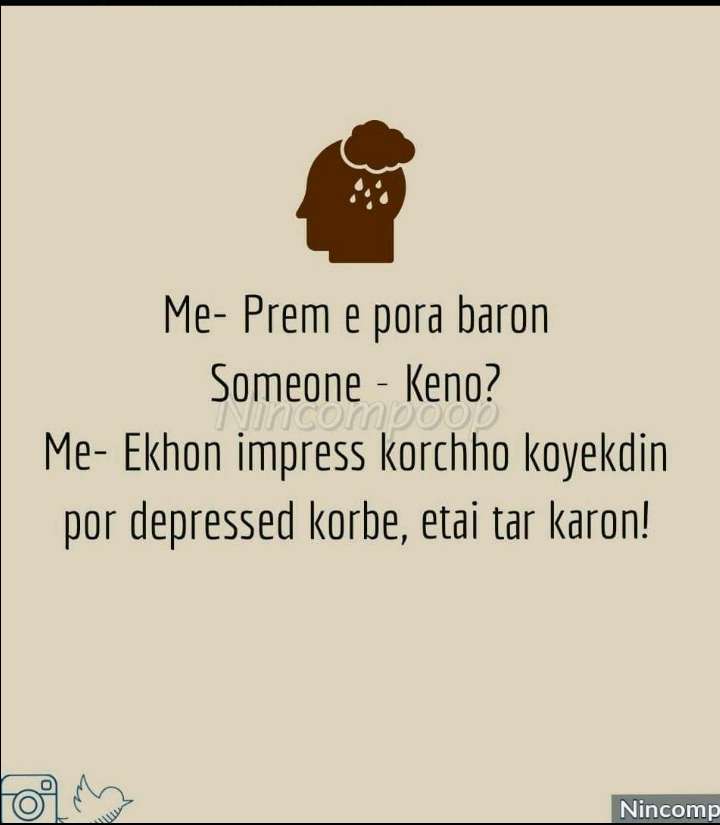 Me- Prem e pora baron
Someone - Keno?
Nincompoop
Me- Ekhon impress korchho koyekdin
por depressed korbe, etai tar karon!
Nincomp